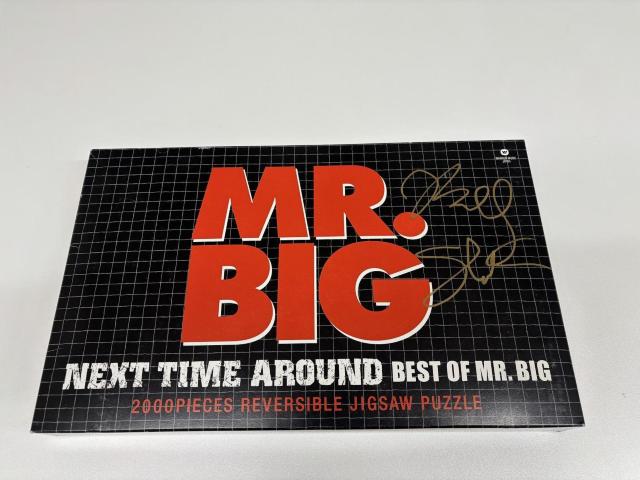 MR.
BIG
NEXT TIME AROUND BEST OF MR. BIG
2000PIECES REVERSIBLE JIGSAW PUZZLE